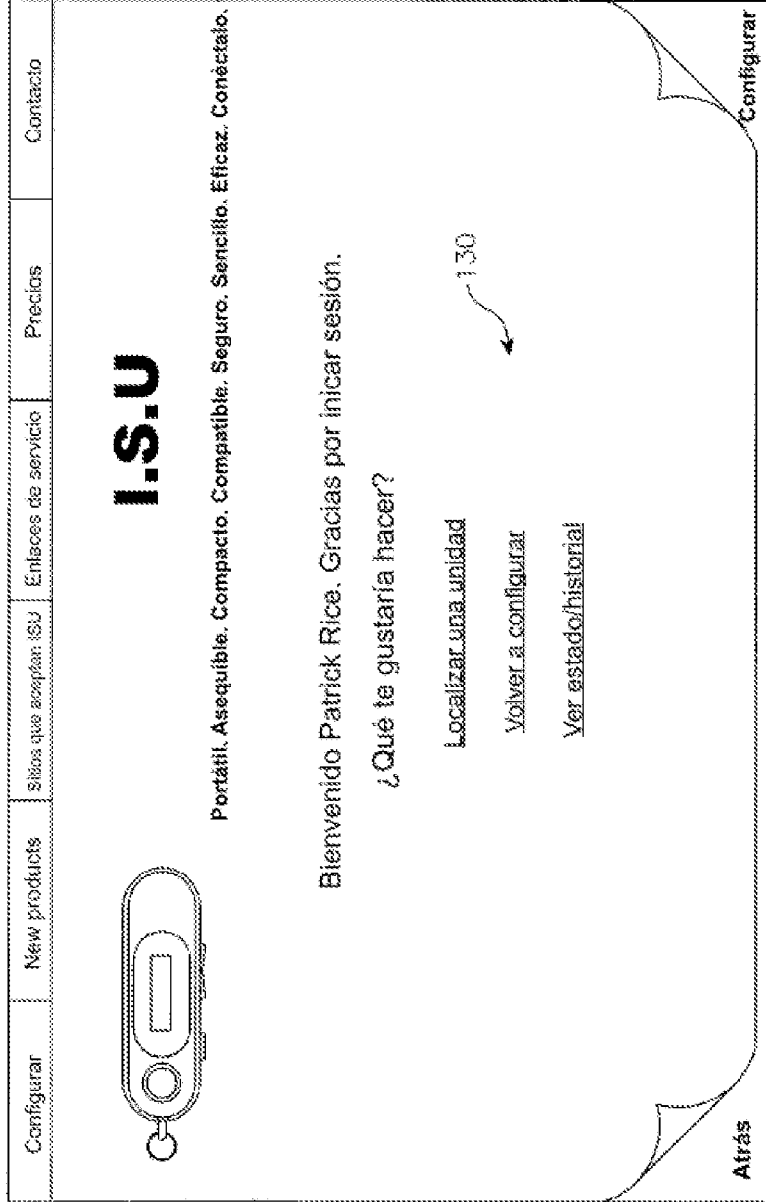 Configurar
New products
Sitios que aceptan ISU
Enlaces de servicio
Precios
Contacto
I.S.U
Portátil. Asequible. Compacto. Compatible. Seguro. Sencillo. Eficaz. Conéctalo.
Bienvenido Patrick Rice. Gracias por inicar sesión.
¿Qué te gustaría hacer?
Localizar una unidad
130
Volver a configurar
Ver estado/historial
Atrás
Configurar